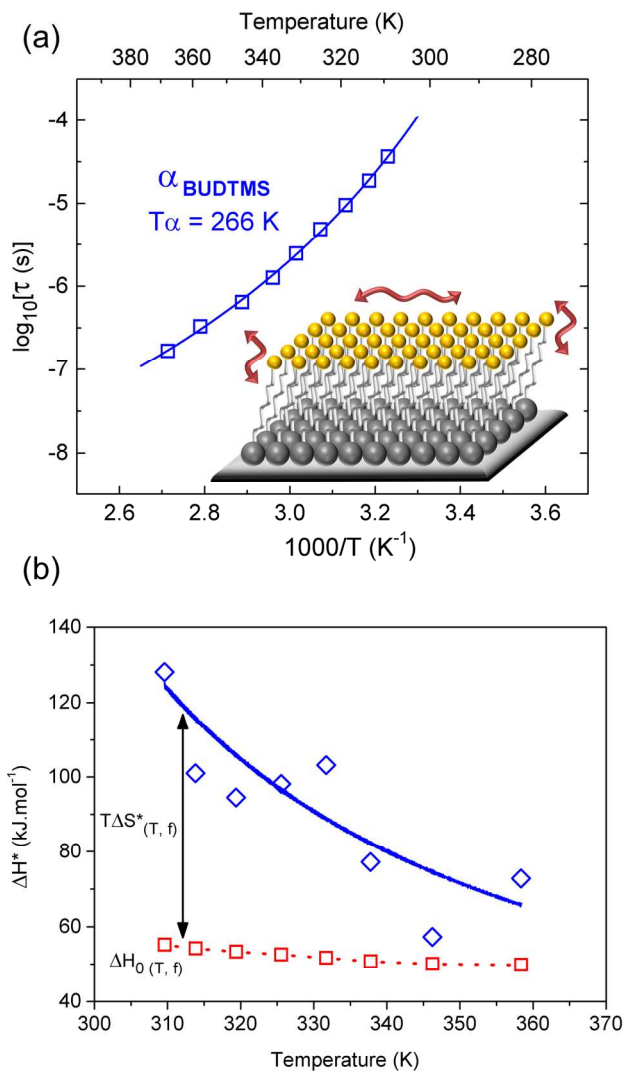 (a)
Temperature (K)
380 360 340 320 300 280
-4
-5
-6
-7
-8
log₁₀[τ (s)]
α BUDTMS
Tα = 266 K
2.6 2.8 3.0 3.2 3.4 3.6
1000/T (K⁻¹)
(b)
140
120
100
80
60
40
ΔH* (kJ.mol⁻¹)
TΔS*(T, f)
ΔH₀ (T, f)
300 310 320 330 340 350 360 370
Temperature (K)